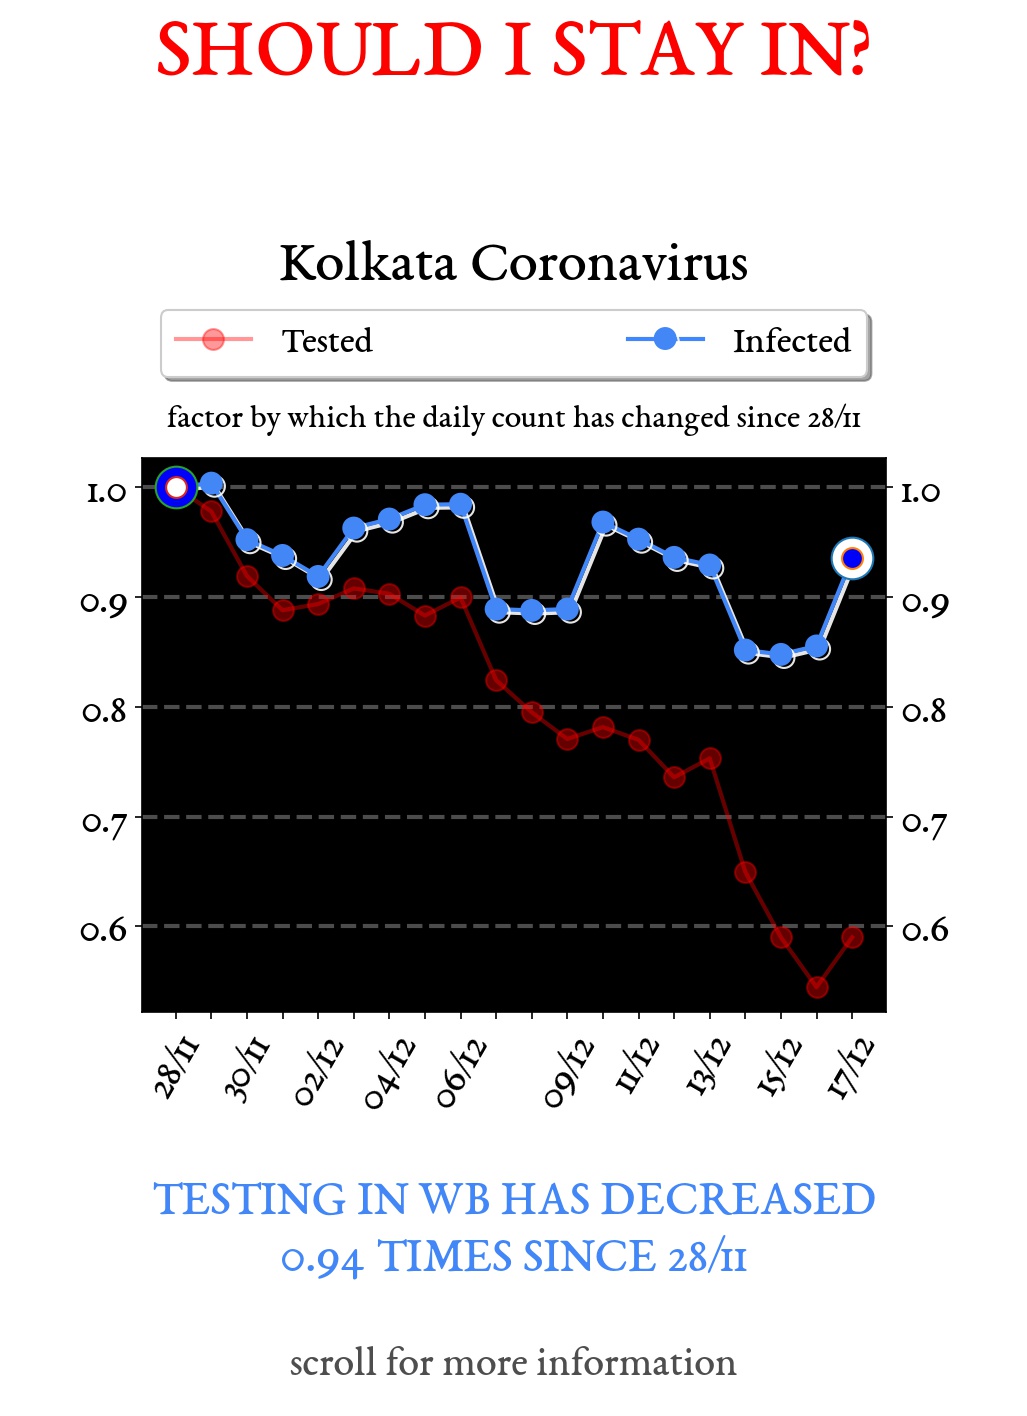 SHOULD I STAY IN?
Kolkata Coronavirus
Tested Infected
factor by which the daily count has changed since 28/11
1.0 1.0
0.9 0.9
0.8 0.8
0.7 0.7
0.6 0.6
28/11 30/11 02/12 04/12 06/12 09/12 11/12 13/12 15/12 17/12
TESTING IN WB HAS DECREASED
0.94 TIMES SINCE 28/11
scroll for more information